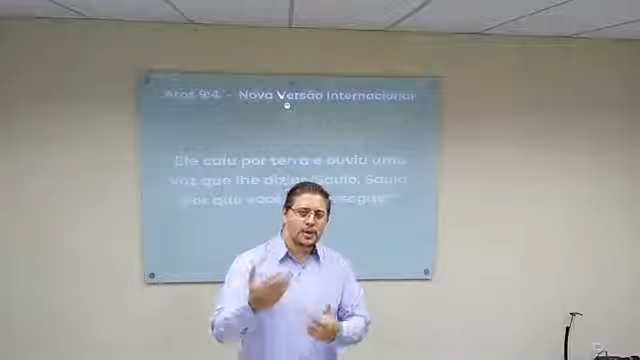 Atos 9:4 - Nova Versão Internacional
Ele caiu por terra e ouviu uma
voz que lhe dizia: "Saulo, Saulo
por que você